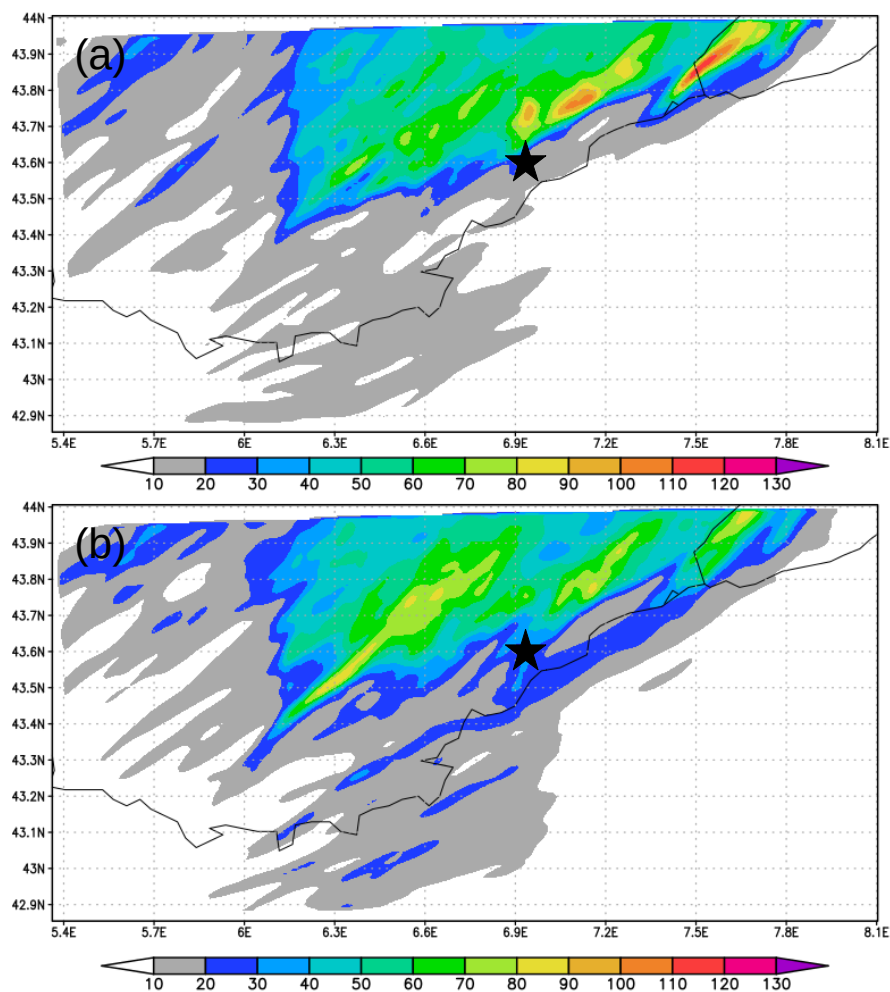 44N
(a)
43.9N
43.8N
43.7N
43.6N
43.5N
43.4N
43.3N
43.2N
43.1N
43N
42.9N
5.4E 5.7E 6E 6.3E 6.6E 6.9E 7.2E 7.5E 7.8E 8.1E
10 20 30 40 50 60 70 80 90 100 110 120 130
44N
(b)
43.9N
43.8N
43.7N
43.6N
43.5N
43.4N
43.3N
43.2N
43.1N
43N
42.9N
5.4E 5.7E 6E 6.3E 6.6E 6.9E 7.2E 7.5E 7.8E 8.1E
10 20 30 40 50 60 70 80 90 100 110 120 130